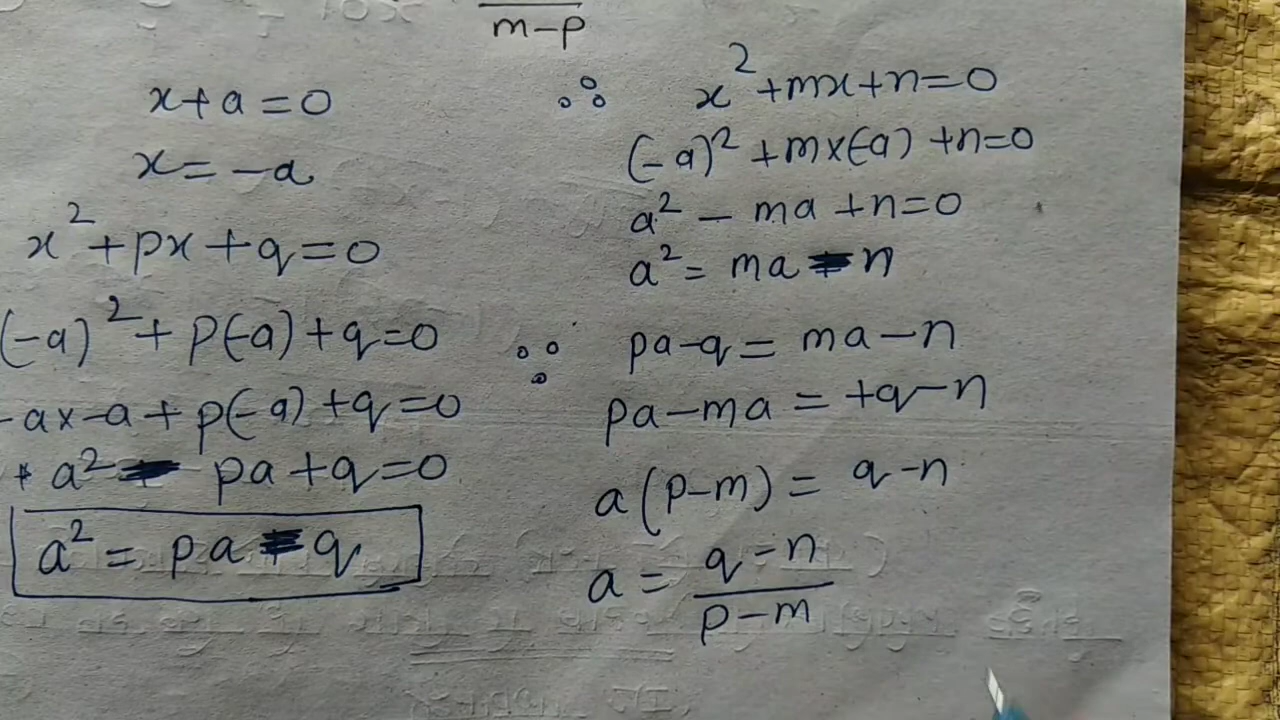 m-p
x+a=0
x=-a
x²+px+q=0
(-a)²+p(-a)+q=0
-ax-a+p(-a)+q=0
+a²- pa+q=0
a²=pa-q
∴ x²+mx+n=0
(-a)²+m×(-a)+n=0
a²-ma+n=0
a²=ma-n
∵ pa-q=ma-n
pa-ma=+q-n
a(p-m)=q-n
a=q-n
p-m